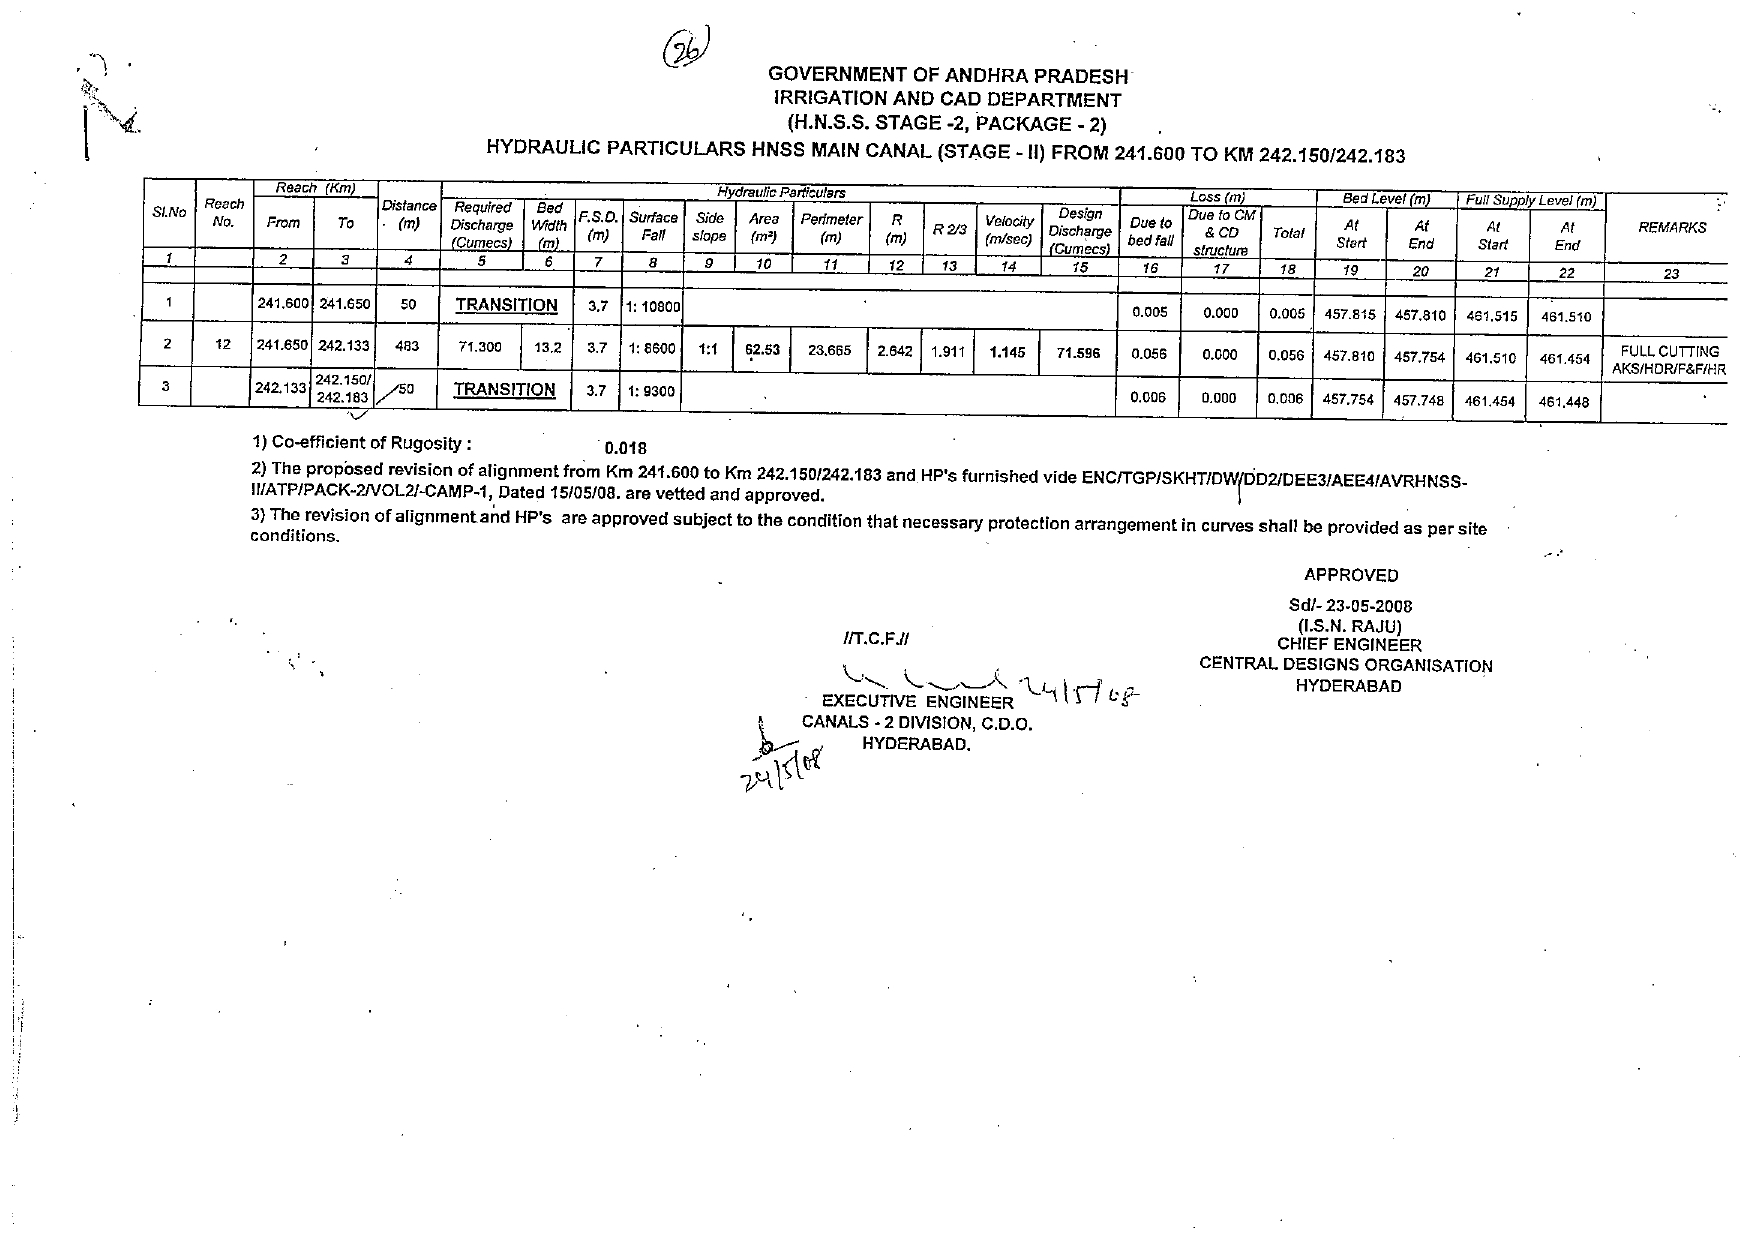 26
GOVERNMENT OF ANDHRA PRADESH
IRRIGATION AND CAD DEPARTMENT
(H.N.S.S. STAGE -2, PACKAGE - 2)
HYDRAULIC PARTICULARS HNSS MAIN CANAL (STAGE - II) FROM 241.600 TO KM 242.150/242.183
Sl.No Reach No. Reach (Km) From To Distance (m) Hydraulic Particulars Required Discharge (Cumecs) Bed Width (m) F.S.D. (m) Surface Fall Side slope Area (m²) Perimeter (m) R (m) R 2/3 Velocity (m/sec) Design Discharge (Cumecs) Loss (m) Due to bed fall Due to CM & CD structure Total Bed Level (m) At Start At End Full Supply Level (m) At Start At End REMARKS
1 2 3 4 5 6 7 8 9 10 11 12 13 14 15 16 17 18 19 20 21 22 23
1 241.600 241.650 50 TRANSITION 3.7 1: 10800 0.005 0.000 0.005 457.815 457.810 461.515 461.510
2 12 241.650 242.133 483 71.300 13.2 3.7 1: 8600 1:1 62.53 23.665 2.642 1.911 1.145 71.596 0.056 0.000 0.056 457.810 457.754 461.510 461.454 FULL CUTTING AKS/HDR/F&F/HR
3 242.133 242.150/ 242.183 50 TRANSITION 3.7 1: 9300 0.006 0.000 0.006 457.754 457.748 461.454 461.448
1) Co-efficient of Rugosity : 0.018
2) The proposed revision of alignment from Km 241.600 to Km 242.150/242.183 and HP's furnished vide ENC/TGP/SKHT/DW/DD2/DEE3/AEE4/AVRHNSS-
II/ATP/PACK-2/VOL2/-CAMP-1, Dated 15/05/08. are vetted and approved.
3) The revision of alignment and HP's are approved subject to the condition that necessary protection arrangement in curves shall be provided as per site
conditions.
APPROVED
Sd/- 23-05-2008
(I.S.N. RAJU)
CHIEF ENGINEER
CENTRAL DESIGNS ORGANISATION
HYDERABAD
//T.C.F.//
24/5/08
EXECUTIVE ENGINEER
CANALS - 2 DIVISION, C.D.O.
HYDERABAD.
24/5/08